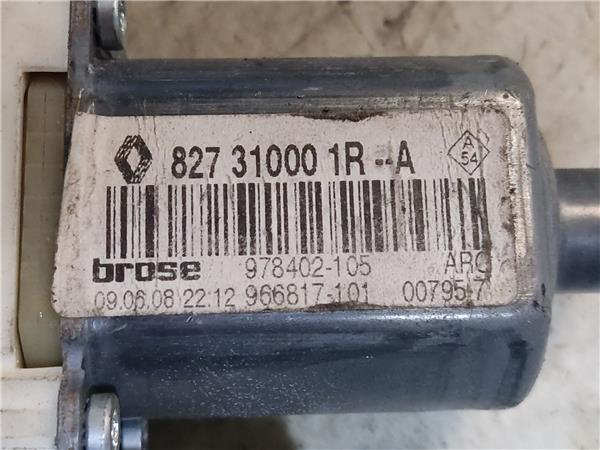 827 31000 1R--A
A
54
brose 978402-105 ARC
09.06.08 22:12 966817-101 00795 7